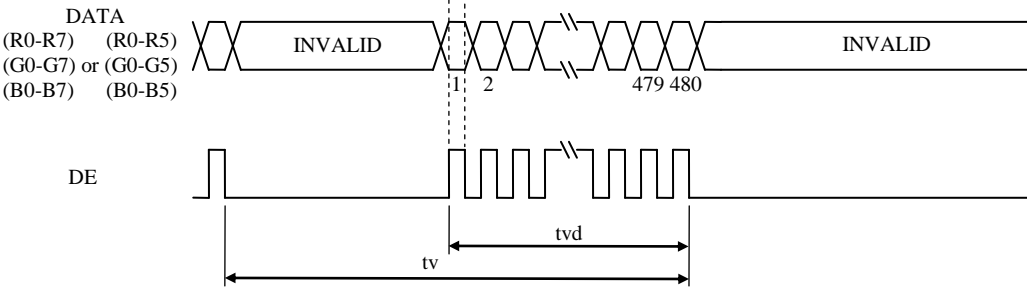 DATA
(R0-R7) (R0-R5)
(G0-G7) or (G0-G5)
(B0-B7) (B0-B5)
INVALID
INVALID
1 2 479 480
DE
tvd
tv